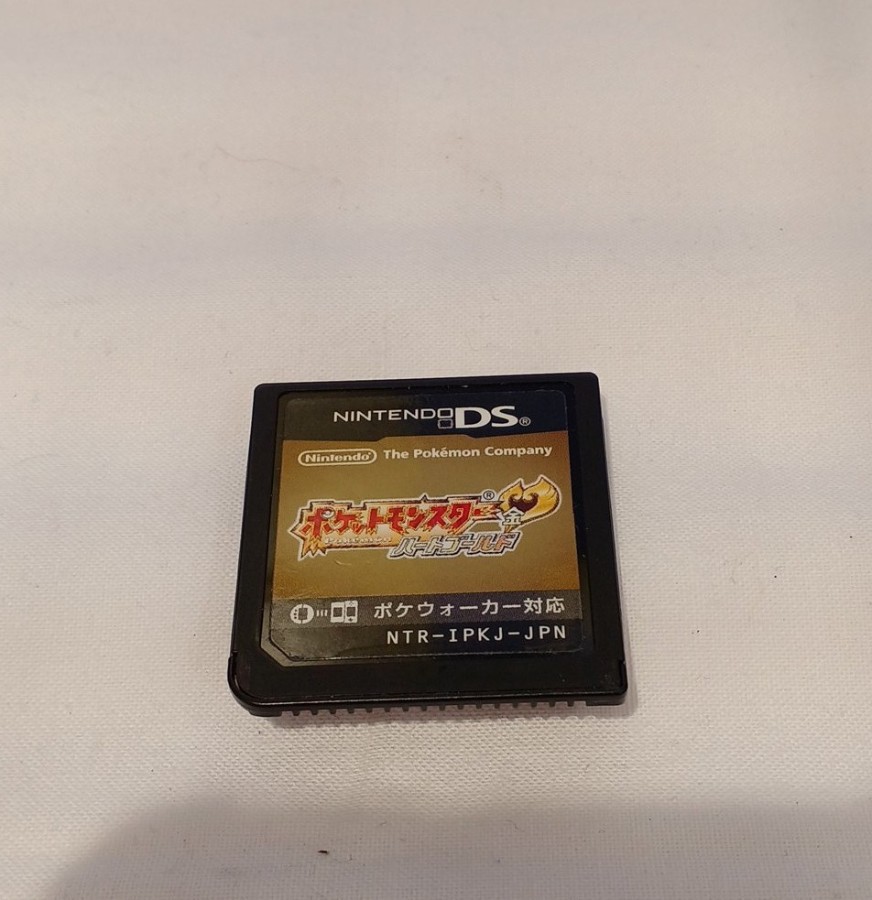 NINTENDO DS®
Nintendo® The Pokémon Company
ポケットモンスター®
Pokémon
金
ハートゴールド
ポケウォーカー対応
NTR-IPKJ-JPN